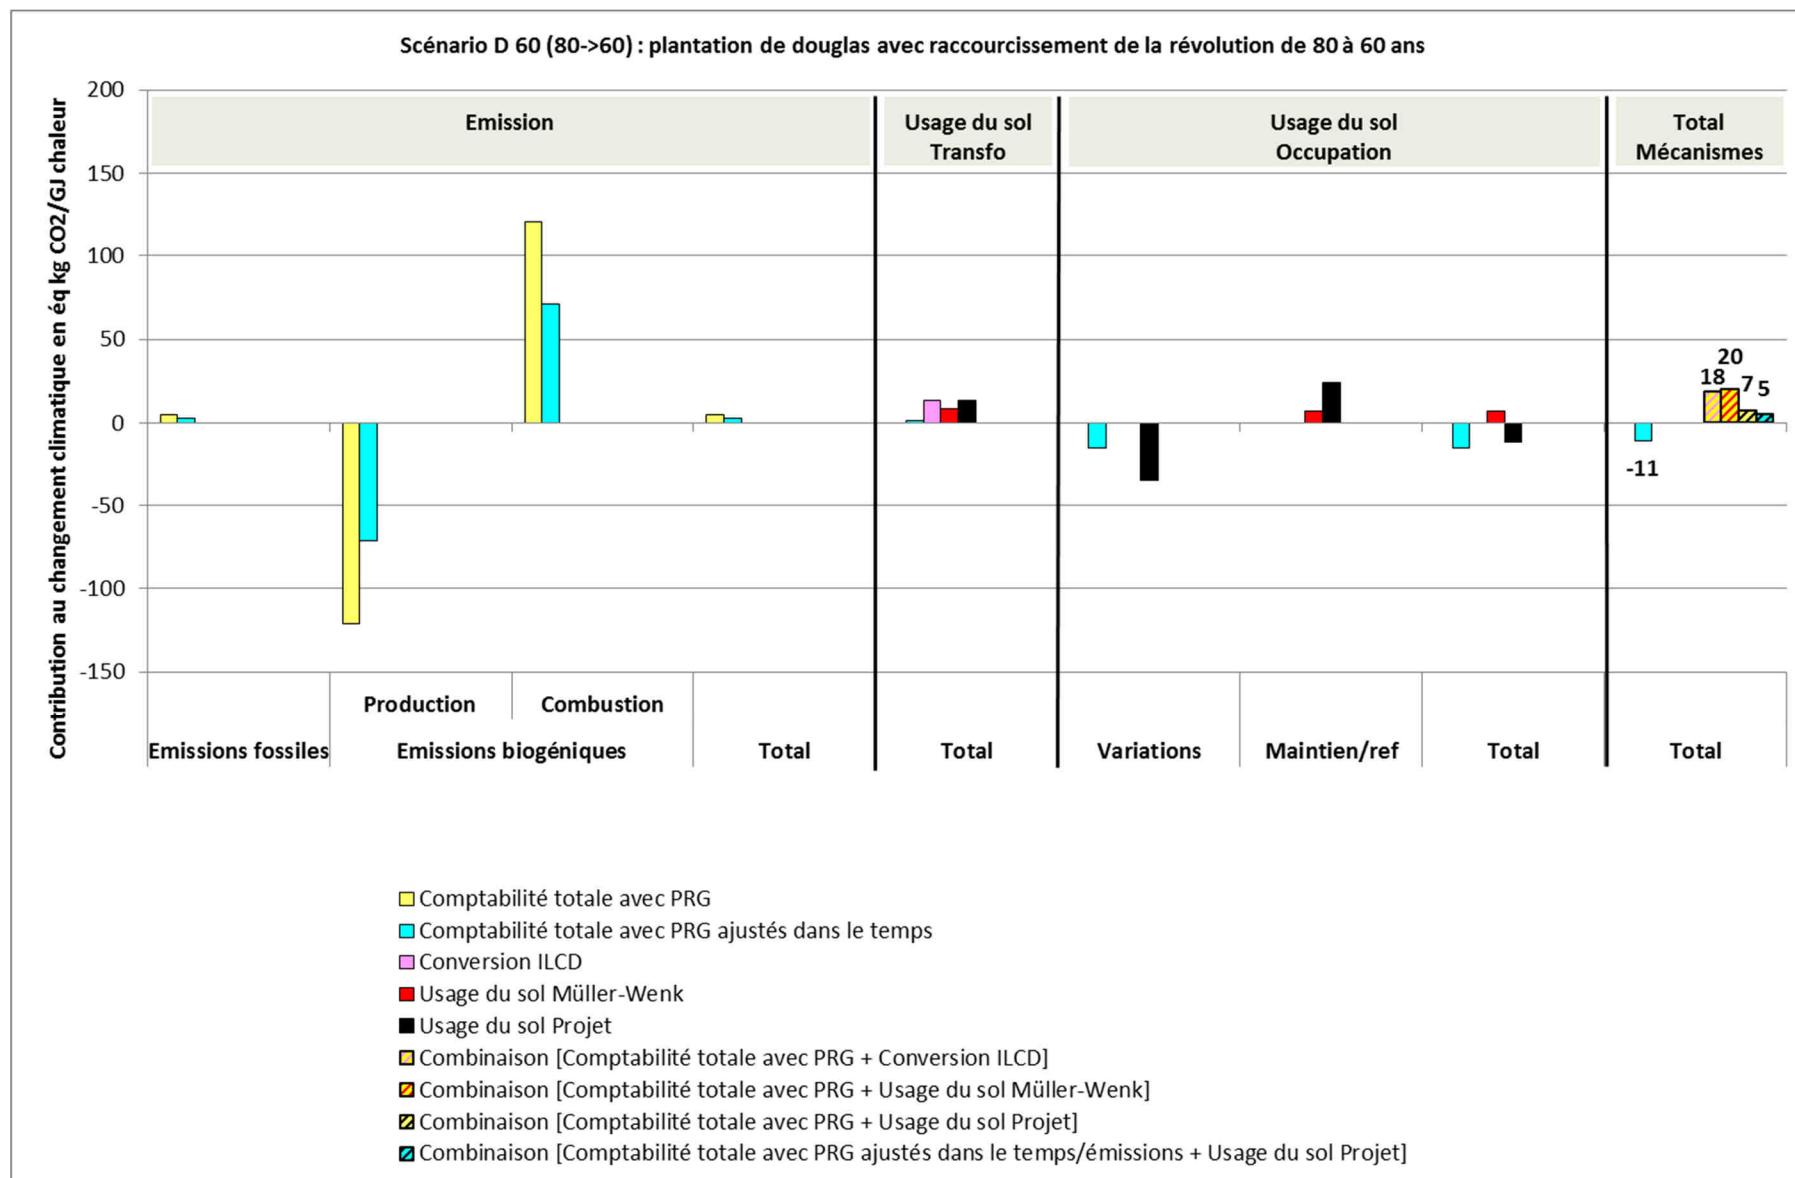 Scénario D 60 (80->60) : plantation de douglas avec raccourcissement de la révolution de 80 à 60 ans
Contribution au changement climatique en éq kg CO2/GJ chaleur
200
150
100
50
0
-50
-100
-150
Emission
Usage du sol
Transfo
Usage du sol
Occupation
Total
Mécanismes
-11
18
20
7
5
Production
Combustion
Emissions fossiles
Emissions biogéniques
Total
Total
Variations
Maintien/ref
Total
Total
Comptabilité totale avec PRG
Comptabilité totale avec PRG ajustés dans le temps
Conversion ILCD
Usage du sol Müller-Wenk
Usage du sol Projet
Combinaison [Comptabilité totale avec PRG + Conversion ILCD]
Combinaison [Comptabilité totale avec PRG + Usage du sol Müller-Wenk]
Combinaison [Comptabilité totale avec PRG + Usage du sol Projet]
Combinaison [Comptabilité totale avec PRG ajustés dans le temps/émissions + Usage du sol Projet]